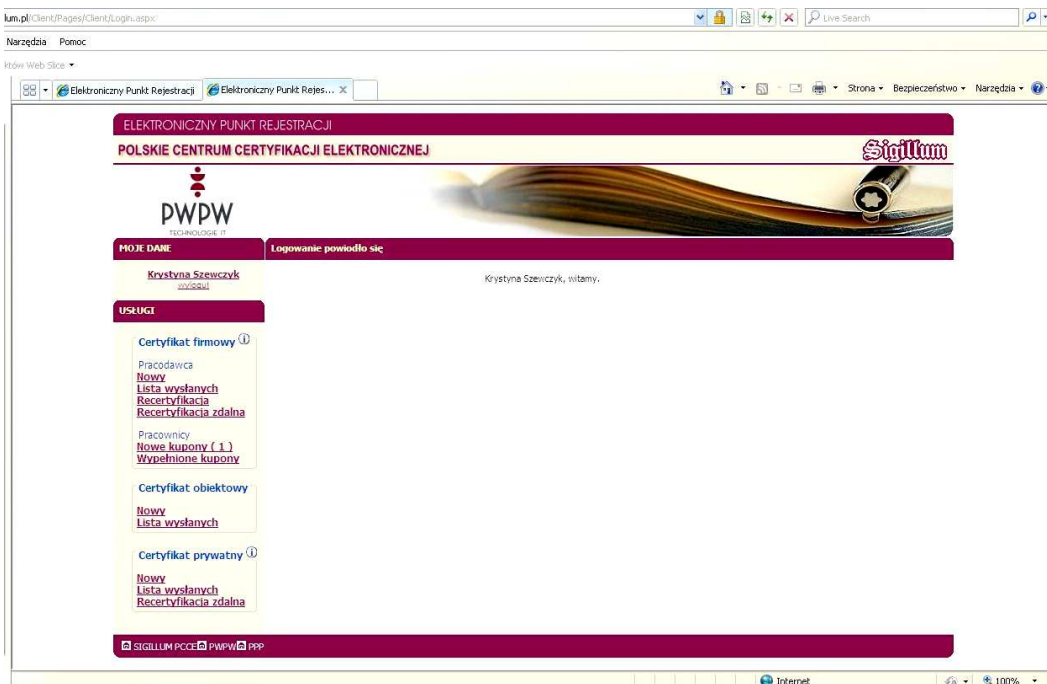 lum.pl/Client/Pages/Client/Login.aspx
Live Search
Narzędzia Pomoc
któw Web Slice
Elektroniczny Punkt Rejestracji
Elektroniczny Punkt Rejes...
Strona
Bezpieczeństwo
Narzędzia
ELEKTRONICZNY PUNKT REJESTRACJI
POLSKIE CENTRUM CERTYFIKACJI ELEKTRONICZNEJ
Sigillum
PWPW
TECHNOLOGIE IT
MOJE DANE
Logowanie powiodło się
Krystyna Szewczyk
wyloguj
Krystyna Szewczyk, witamy.
USŁUGI
Certyfikat firmowy
Pracodawca
Nowy
Lista wysłanych
Recertyfikacja
Recertyfikacja zdalna
Pracownicy
Nowe kupony ( 1 )
Wypełnione kupony
Certyfikat obiektowy
Nowy
Lista wysłanych
Certyfikat prywatny
Nowy
Lista wysłanych
Recertyfikacja zdalna
SIGILLUM PCCE PWPW PPP
Internet
100%